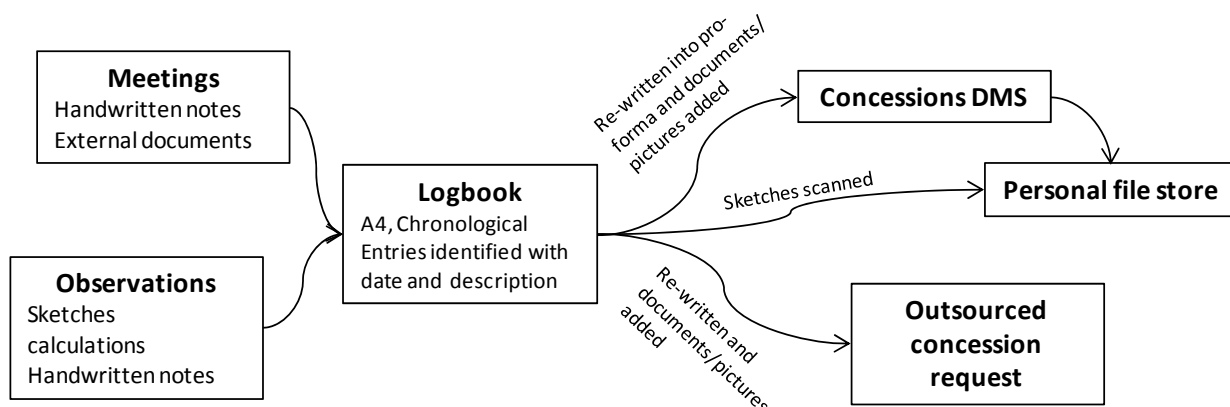 Meetings
Handwritten notes
External documents
Observations
Sketches
calculations
Handwritten notes
Logbook
A4, Chronological
Entries identified with
date and description
Re-written into pro-
forma and documents/
pictures added
Sketches scanned
Re-written and
documents/pictures
added
Concessions DMS
Personal file store
Outsourced
concession
request